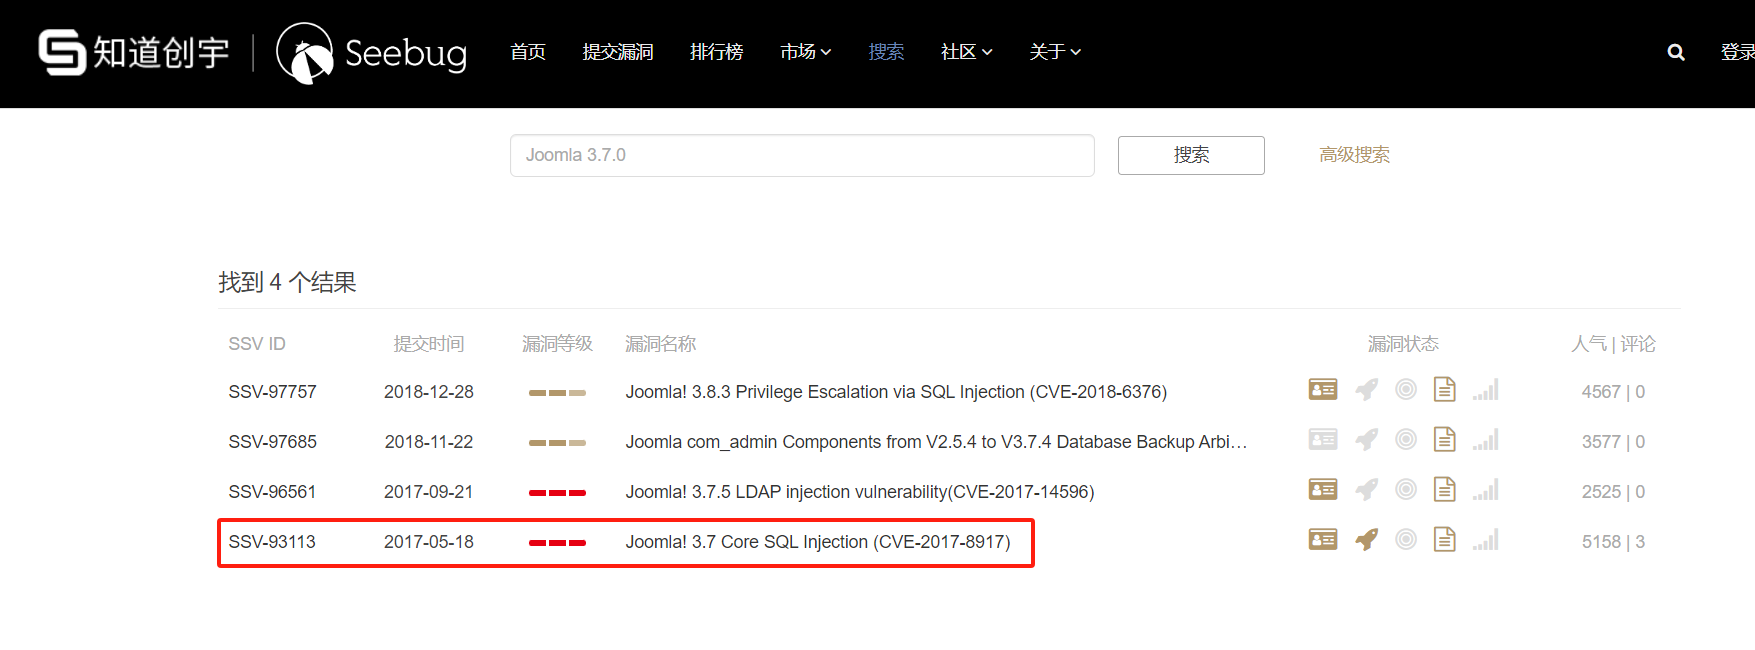 知道创宇 Seebug 首页 提交漏洞 排行榜 市场 搜索 社区 关于 登录
Joomla 3.7.0 搜索 高级搜索
找到 4 个结果
SSV ID 提交时间 漏洞等级 漏洞名称 漏洞状态 人气 | 评论
SSV-97757 2018-12-28 Joomla! 3.8.3 Privilege Escalation via SQL Injection (CVE-2018-6376) 4567 | 0
SSV-97685 2018-11-22 Joomla com_admin Components from V2.5.4 to V3.7.4 Database Backup Arbi... 3577 | 0
SSV-96561 2017-09-21 Joomla! 3.7.5 LDAP injection vulnerability(CVE-2017-14596) 2525 | 0
SSV-93113 2017-05-18 Joomla! 3.7 Core SQL Injection (CVE-2017-8917) 5158 | 3